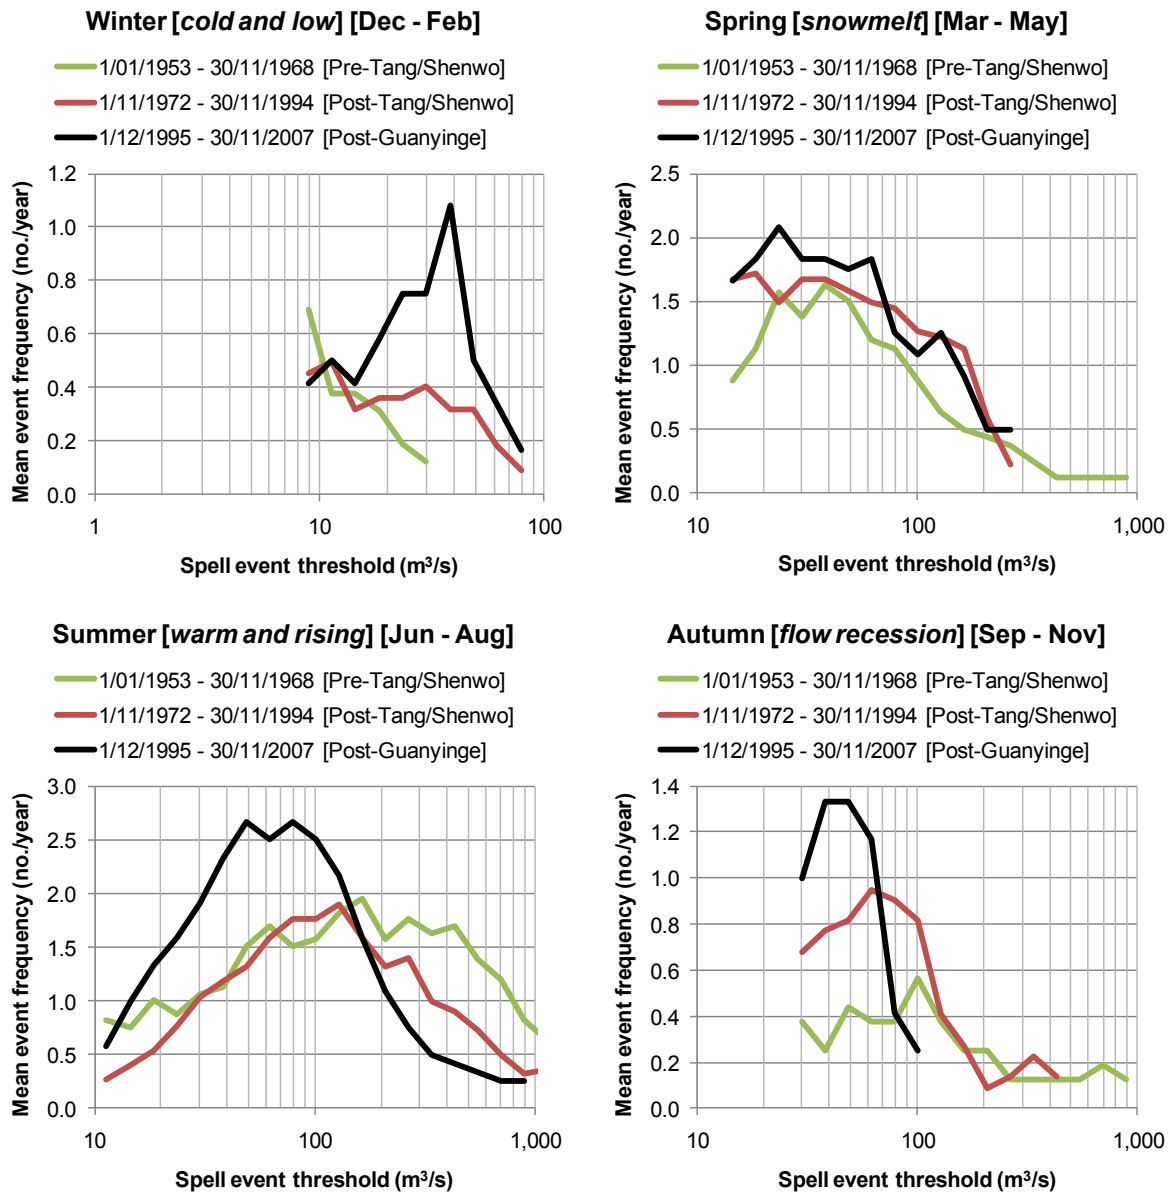 Winter [cold and low] [Dec - Feb]
1/01/1953 - 30/11/1968 [Pre-Tang/Shenwo]
1/11/1972 - 30/11/1994 [Post-Tang/Shenwo]
1/12/1995 - 30/11/2007 [Post-Guanyinge]
Mean event frequency (no./year)
1.2
1.0
0.8
0.6
0.4
0.2
0.0
1 10 100
Spell event threshold (m³/s)
Spring [snowmelt] [Mar - May]
1/01/1953 - 30/11/1968 [Pre-Tang/Shenwo]
1/11/1972 - 30/11/1994 [Post-Tang/Shenwo]
1/12/1995 - 30/11/2007 [Post-Guanyinge]
Mean event frequency (no./year)
2.5
2.0
1.5
1.0
0.5
0.0
10 100 1,000
Spell event threshold (m³/s)
Summer [warm and rising] [Jun - Aug]
1/01/1953 - 30/11/1968 [Pre-Tang/Shenwo]
1/11/1972 - 30/11/1994 [Post-Tang/Shenwo]
1/12/1995 - 30/11/2007 [Post-Guanyinge]
Mean event frequency (no./year)
3.0
2.5
2.0
1.5
1.0
0.5
0.0
10 100 1,000
Spell event threshold (m³/s)
Autumn [flow recession] [Sep - Nov]
1/01/1953 - 30/11/1968 [Pre-Tang/Shenwo]
1/11/1972 - 30/11/1994 [Post-Tang/Shenwo]
1/12/1995 - 30/11/2007 [Post-Guanyinge]
Mean event frequency (no./year)
1.4
1.2
1.0
0.8
0.6
0.4
0.2
0.0
10 100 1,000
Spell event threshold (m³/s)